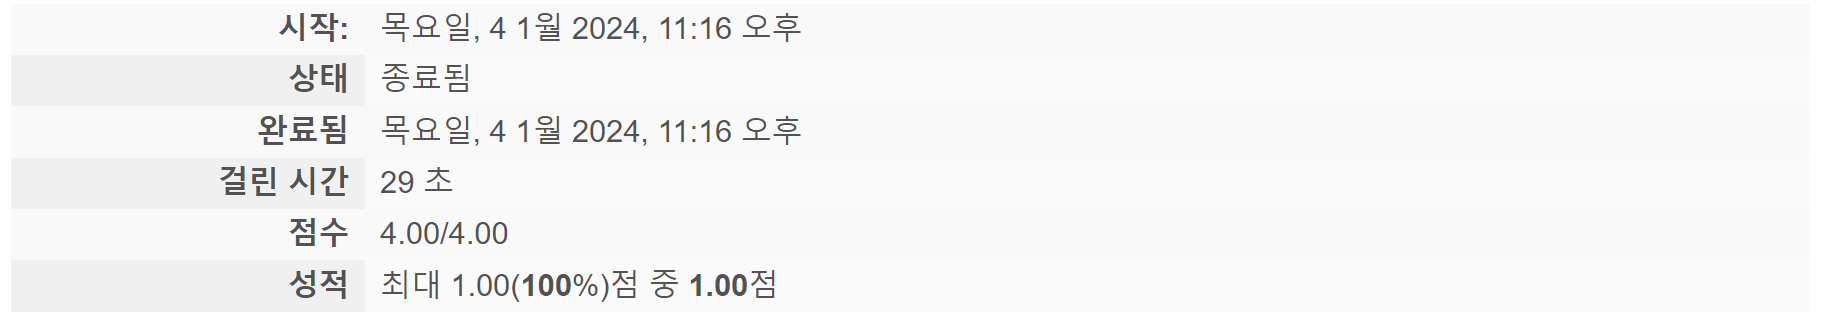 시작: 목요일, 4 1월 2024, 11:16 오후
상태 종료됨
완료됨 목요일, 4 1월 2024, 11:16 오후
걸린 시간 29 초
점수 4.00/4.00
성적 최대 1.00(100%)점 중 1.00점